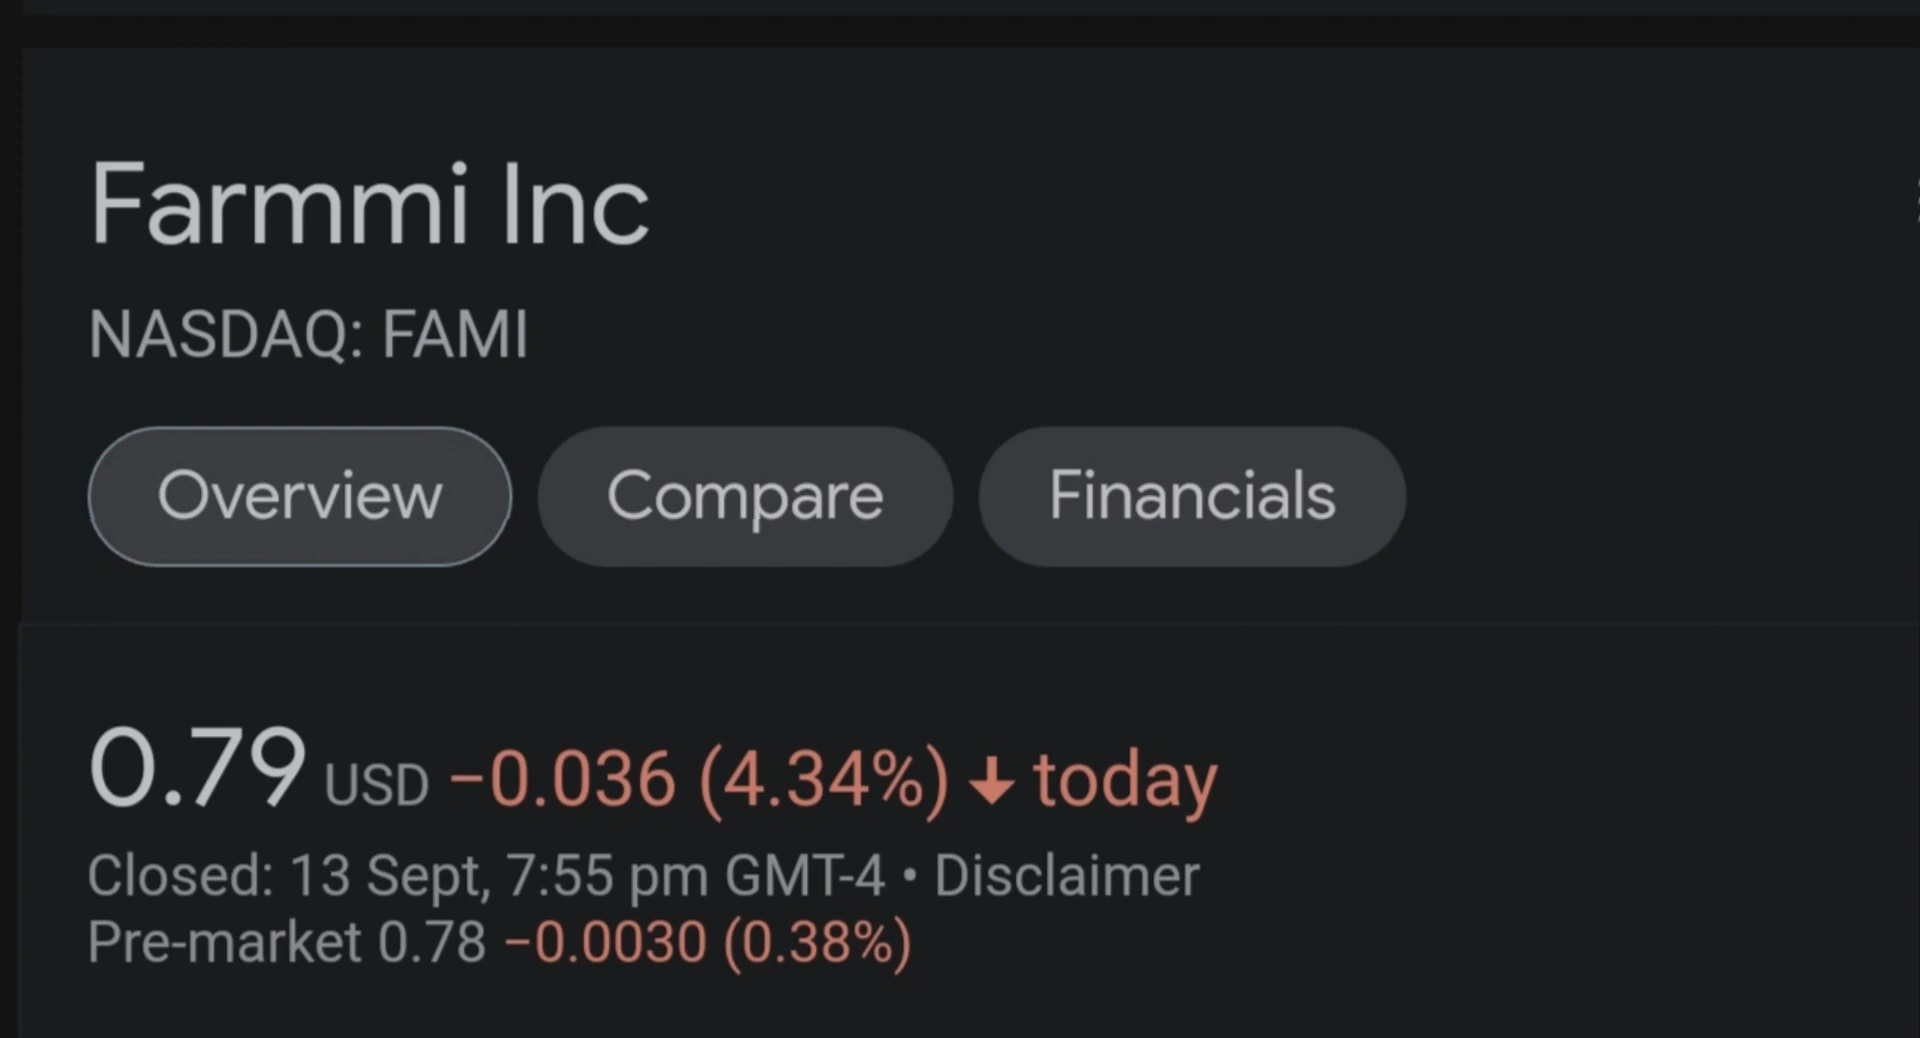 Farmmi Inc
NASDAQ: FAMI
Overview Compare Financials
0.79 USD −0.036 (4.34%) ↓ today
Closed: 13 Sept, 7:55 pm GMT-4 • Disclaimer
Pre-market 0.78 −0.0030 (0.38%)